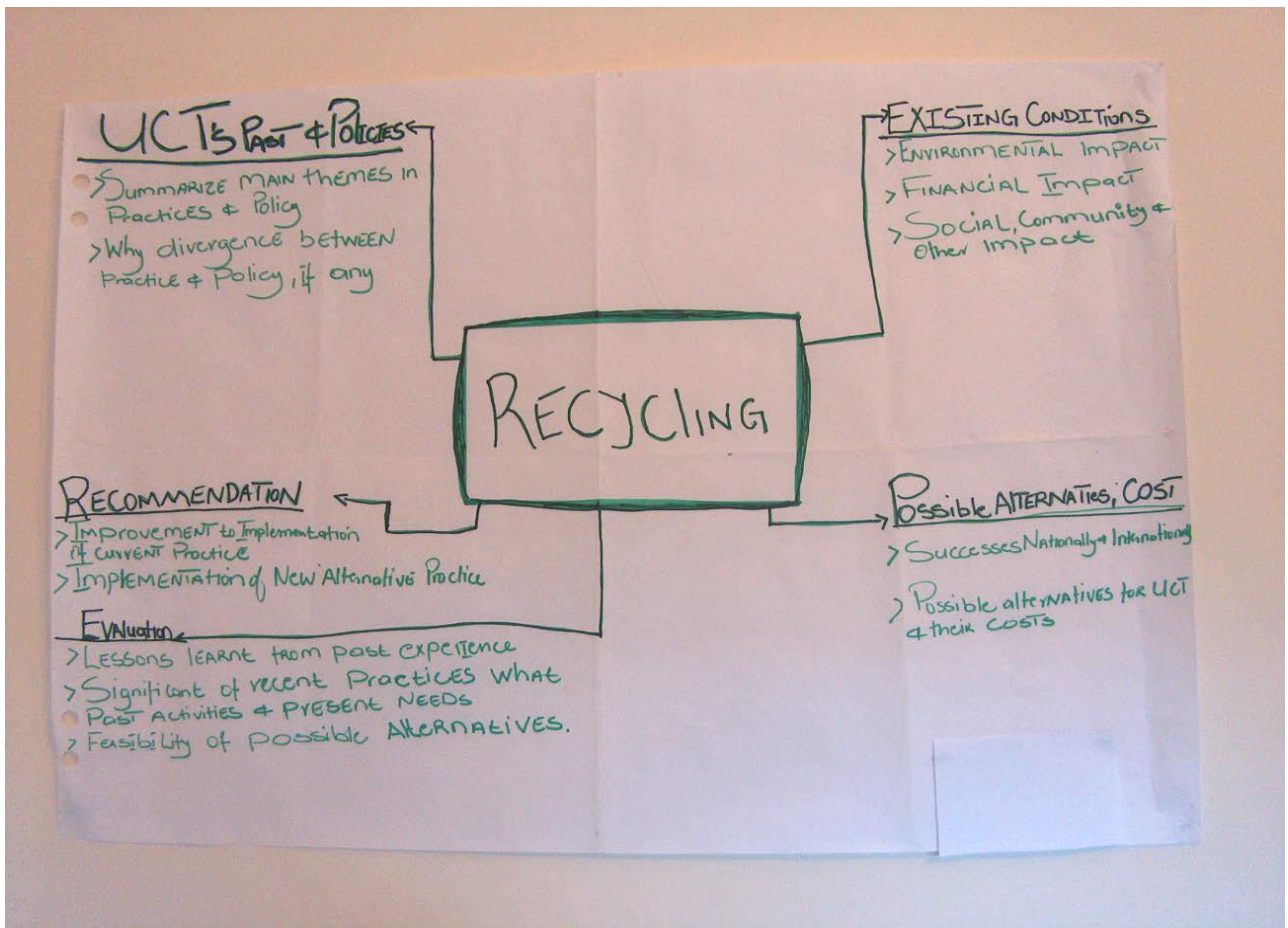 UCT's PAST & POLICIES
> SUMMARIZE MAIN themes in
Practices & Policy
> Why divergence between
Practice & Policy, if any
EXISTING CONDITIONS
> ENVIRONMENTAL IMPACT
> FINANCIAL Impact
> SOCIAL, Community &
Other Impact
RECYCLING
RECOMMENDATION
> IMPROVEMENT to Implementation
if CURRENT Practice
> IMPLEMENTATION of New Alternative Practice
Evaluation
> LESSONS LEARNT from past experience
> Significant of recent Practices What
Past Activities & PRESENT NEEDS
> Feasibility of possible ALTERNATIVES.
Possible ALTERNATIES, COST
> Successes Nationally & Internationally
> Possible alternatives for UCT
& their COSTS